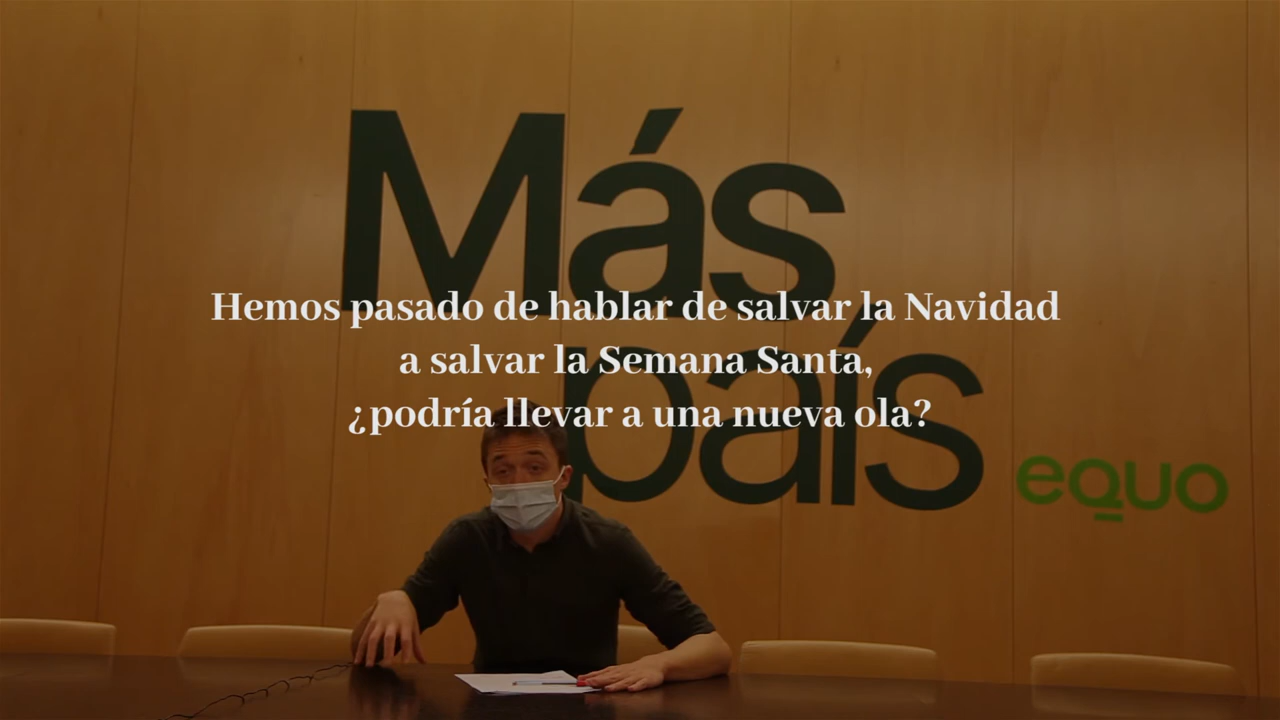 Más
país
equo
Hemos pasado de hablar de salvar la Navidad
a salvar la Semana Santa,
¿podría llevar a una nueva ola?